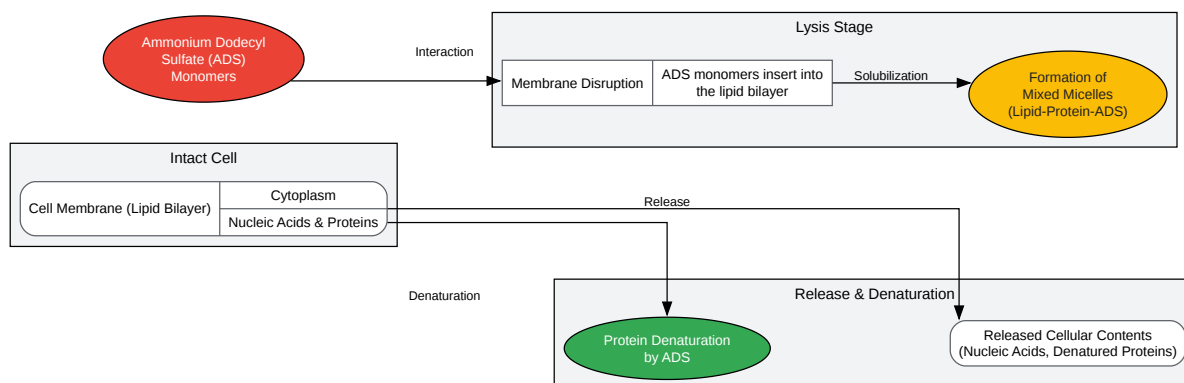 Ammonium Dodecyl
Sulfate (ADS)
Monomers
Interaction
Lysis Stage
Membrane Disruption
ADS monomers insert into
the lipid bilayer
Solubilization
Formation of
Mixed Micelles
(Lipid-Protein-ADS)
Intact Cell
Cell Membrane (Lipid Bilayer)
Cytoplasm
Nucleic Acids & Proteins
Release
Denaturation
Release & Denaturation
Protein Denaturation
by ADS
Released Cellular Contents
(Nucleic Acids, Denatured Proteins)